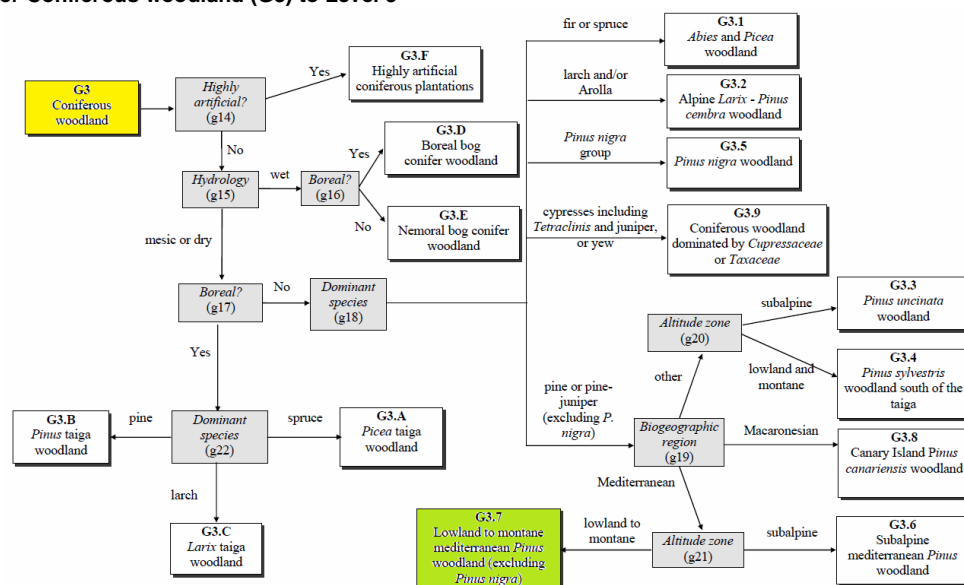 Coniferous woodland (G3) to Level 3
fir or spruce
G3.1
Abies and Picea
woodland
G3.F
Highly artificial
coniferous plantations
Yes
G3
Coniferous
woodland
Highly
artificial?
(g14)
larch and/or
Arolla
G3.2
Alpine Larix - Pinus
cembra woodland
No
G3.D
Boreal bog
conifer woodland
Yes
Pinus nigra
group
G3.5
Pinus nigra woodland
Hydrology
(g15)
wet
Boreal?
(g16)
No
G3.E
Nemoral bog conifer
woodland
cypresses including
Tetraclinis and juniper,
or yew
G3.9
Coniferous woodland
dominated by Cupressaceae
or Taxaceae
mesic or dry
Boreal?
(g17)
No
Dominant
species
(g18)
G3.3
Pinus uncinata
woodland
subalpine
Altitude zone
(g20)
lowland and
montane
G3.4
Pinus sylvestris
woodland south of the
taiga
Yes
other
pine or pine-
juniper
(excluding P.
nigra)
G3.B
Pinus taiga
woodland
pine
Dominant
species
(g22)
spruce
G3.A
Picea taiga
woodland
Biogeographic
region
(g19)
Macaronesian
G3.8
Canary Island Pinus
canariensis woodland
Mediterranean
larch
G3.C
Larix taiga
woodland
G3.7
Lowland to montane
mediterranean Pinus
woodland (excluding
Pinus nigra)
lowland to
montane
Altitude zone
(g21)
subalpine
G3.6
Subalpine
mediterranean Pinus
woodland